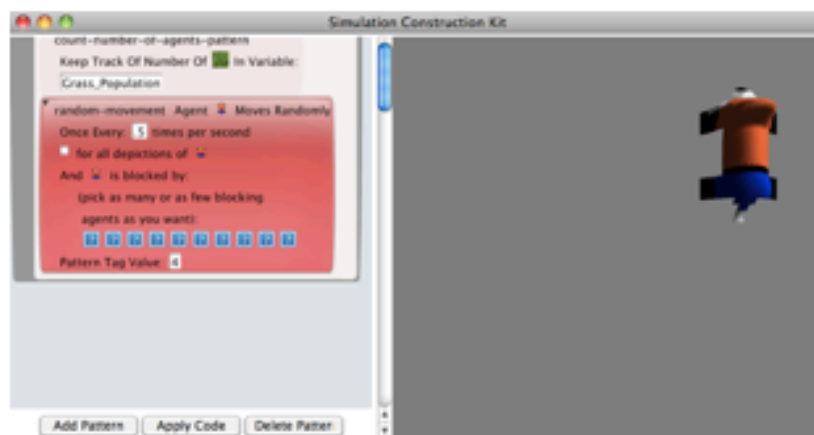 Simulation Construction Kit
count-number-of-agents-pattern
Keep Track Of Number Of In Variable:
Grass_Population
random-movement Agent Moves Randomly
Once Every: .5 times per second
for all depictions of
And is blocked by:
(pick as many or as few blocking
agents as you want):
Pattern Tag Value: 4
Add Pattern Apply Code Delete Patter